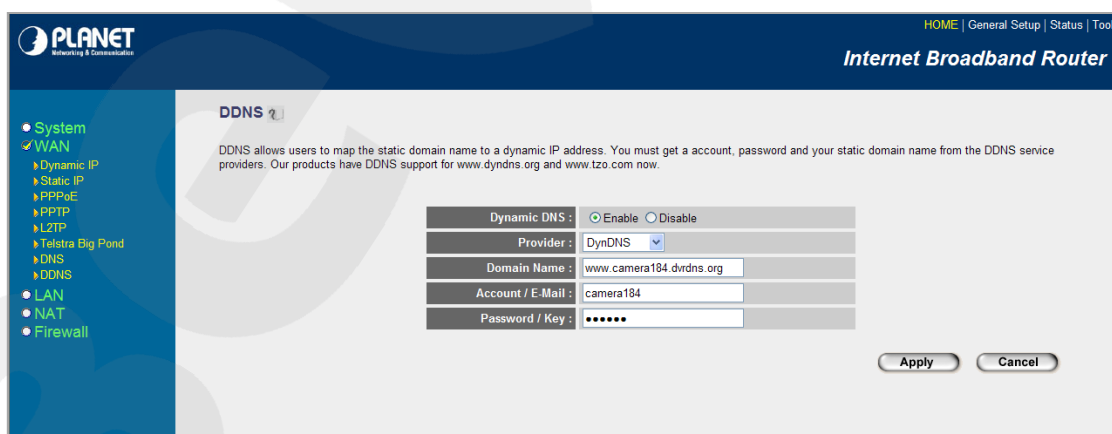 PLANET
Networking & Communication
HOME | General Setup | Status | Tool
Internet Broadband Router
System
WAN
Dynamic IP
Static IP
PPPoE
PPTP
L2TP
Telstra Big Pond
DNS
DDNS
LAN
NAT
Firewall
DDNS
DDNS allows users to map the static domain name to a dynamic IP address. You must get a account, password and your static domain name from the DDNS service
providers. Our products have DDNS support for www.dyndns.org and www.tzo.com now.
Dynamic DNS : Enable Disable
Provider : DynDNS
Domain Name : www.camera184.dvrdns.org
Account / E-Mail : camera184
Password / Key : ••••••
Apply Cancel